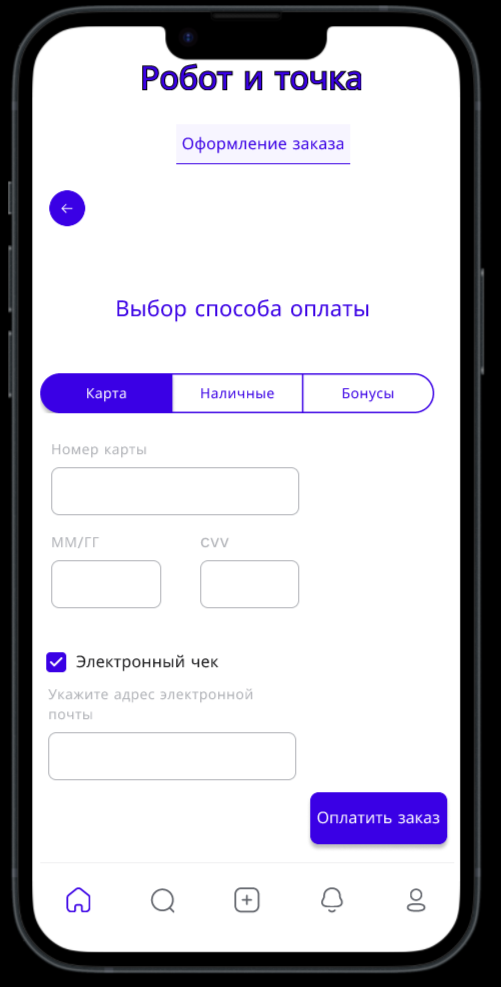 Робот и точка
Оформление заказа
Выбор способа оплаты
Карта
Наличные
Бонусы
Номер карты
ММ/ГГ
CVV
Электронный чек
Укажите адрес электронной
почты
Оплатить заказ